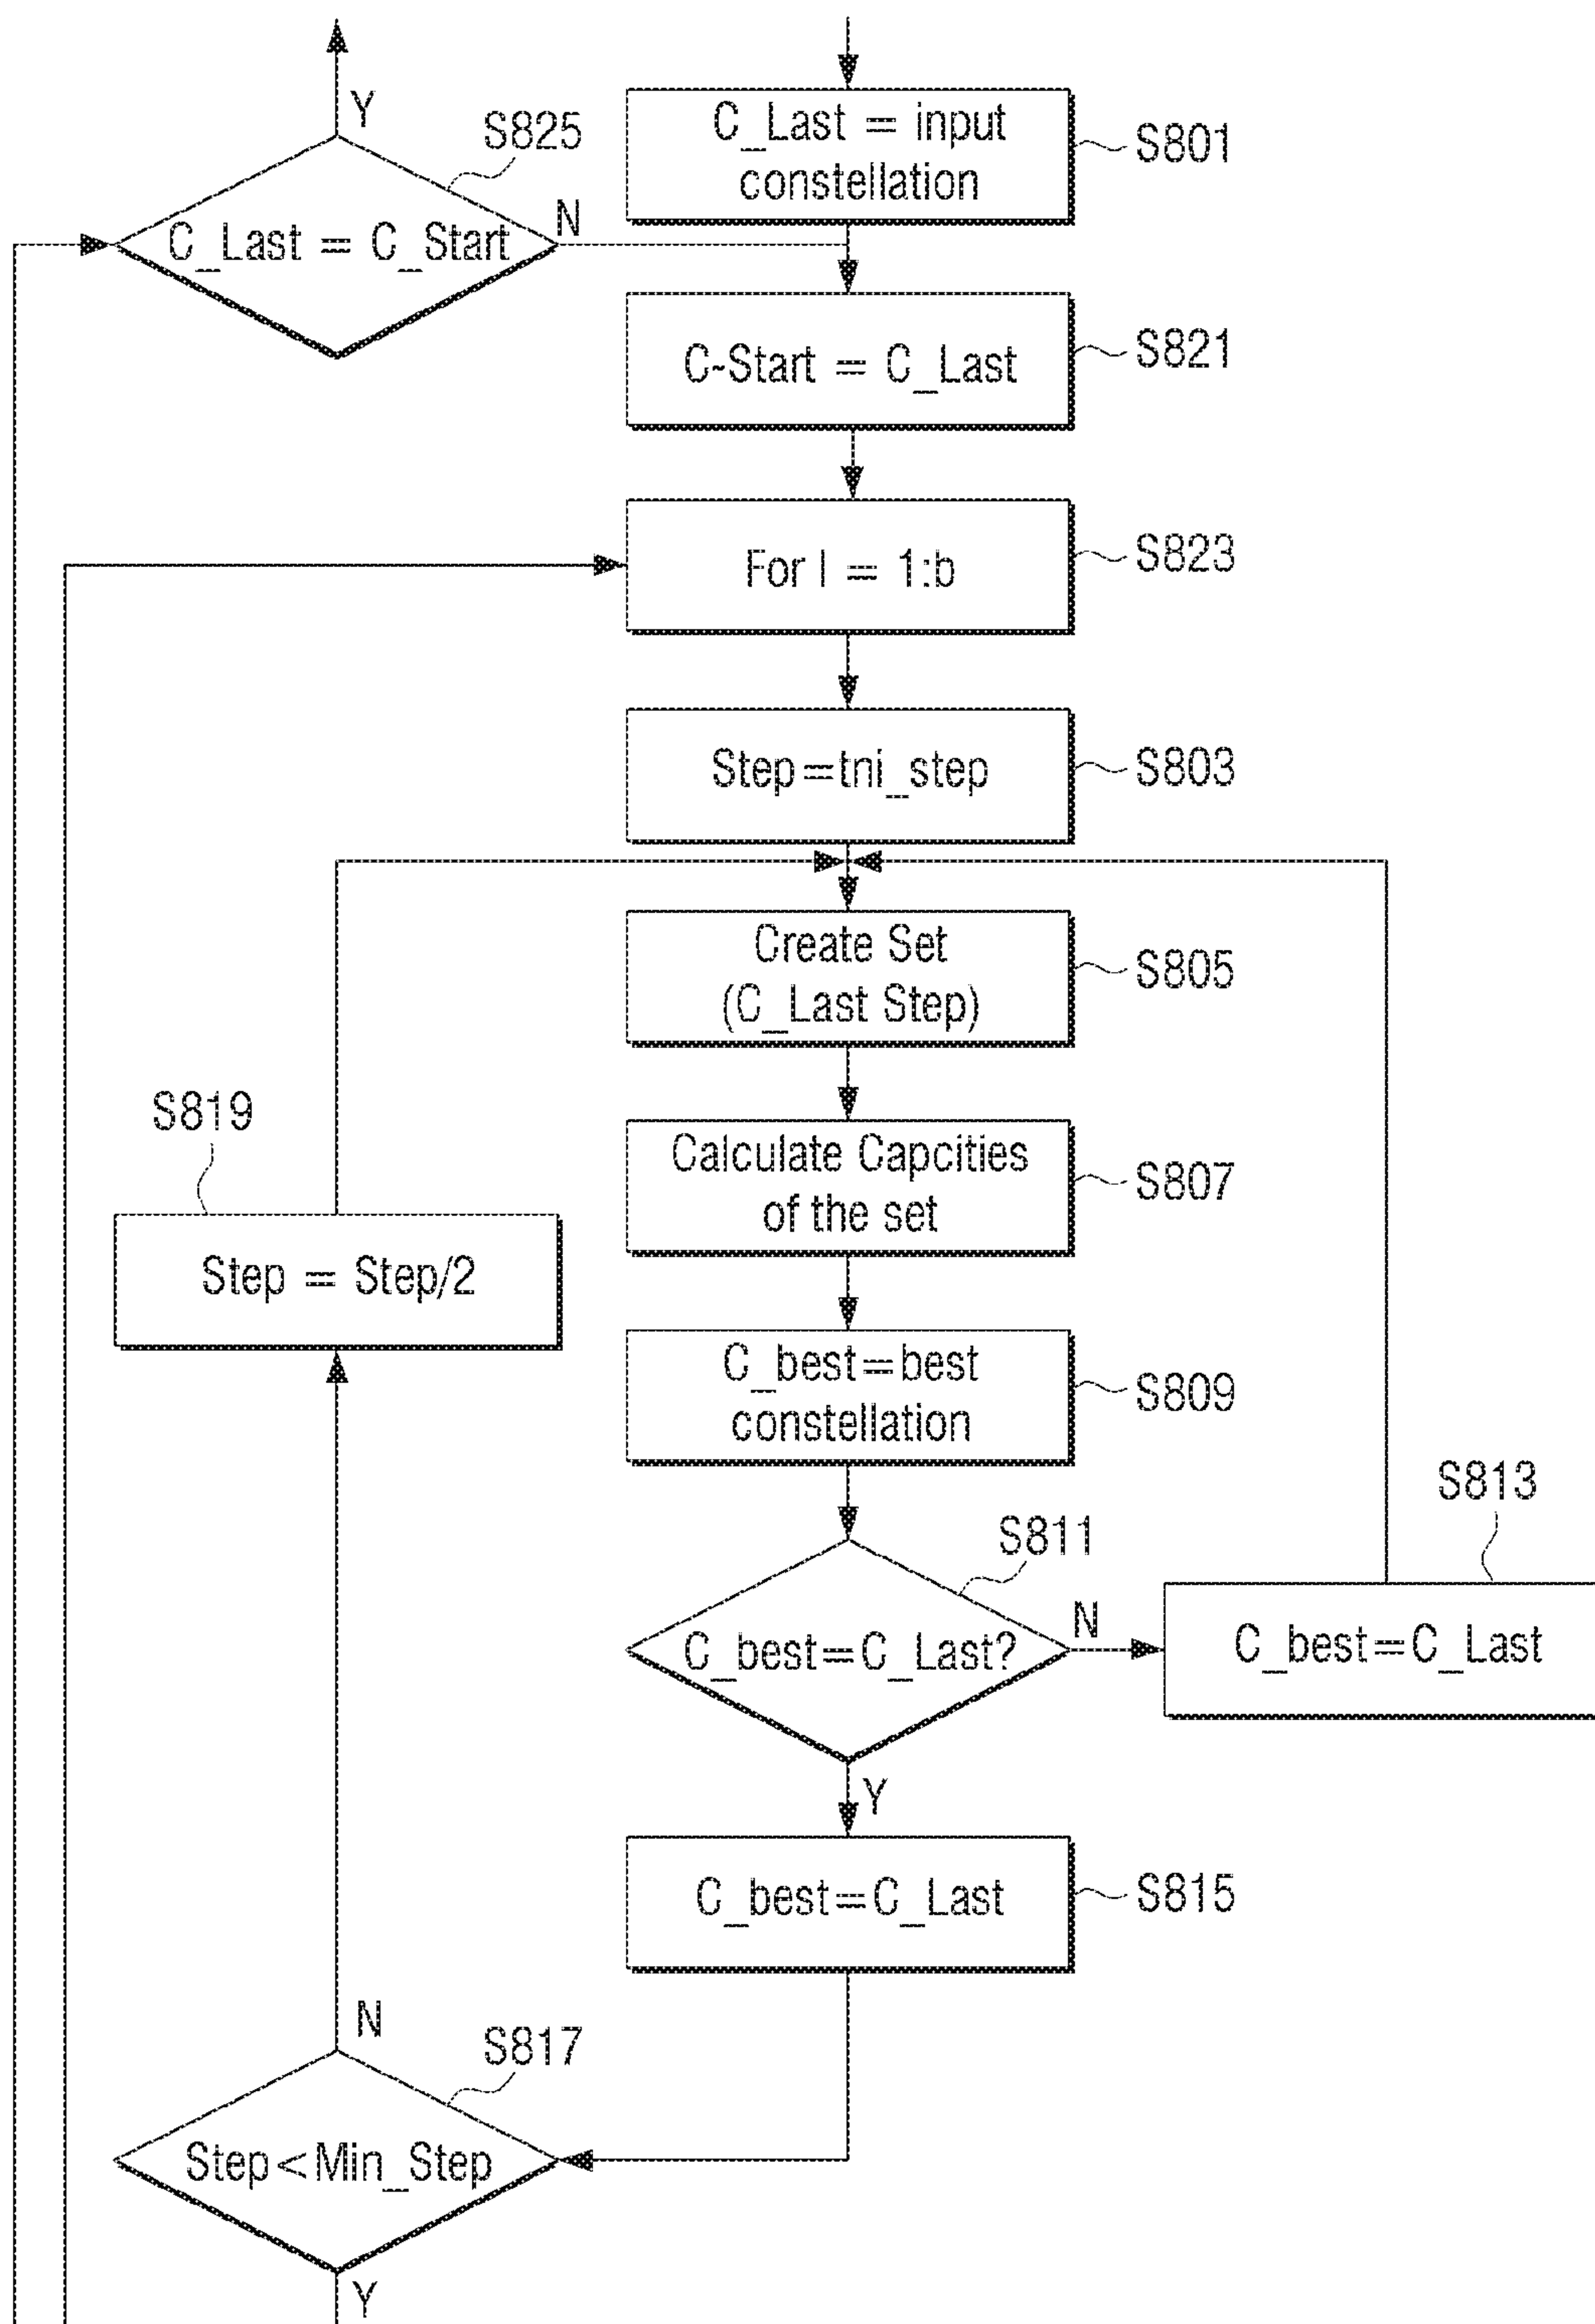 Y
S825
C_Last = C_Start
N
C_Last = input
constellation
S801
C~Start = C_Last
S821
For I = 1:b
S823
Step=tni_step
S803
Create Set
(C_Last Step)
S805
S819
Step = Step/2
Calculate Capcities
of the set
S807
C_best=best
constellation
S809
S811
C_best=C_Last?
N
S813
C_best=C_Last
Y
C_best=C_Last
S815
N
S817
Step<Min_Step
Y